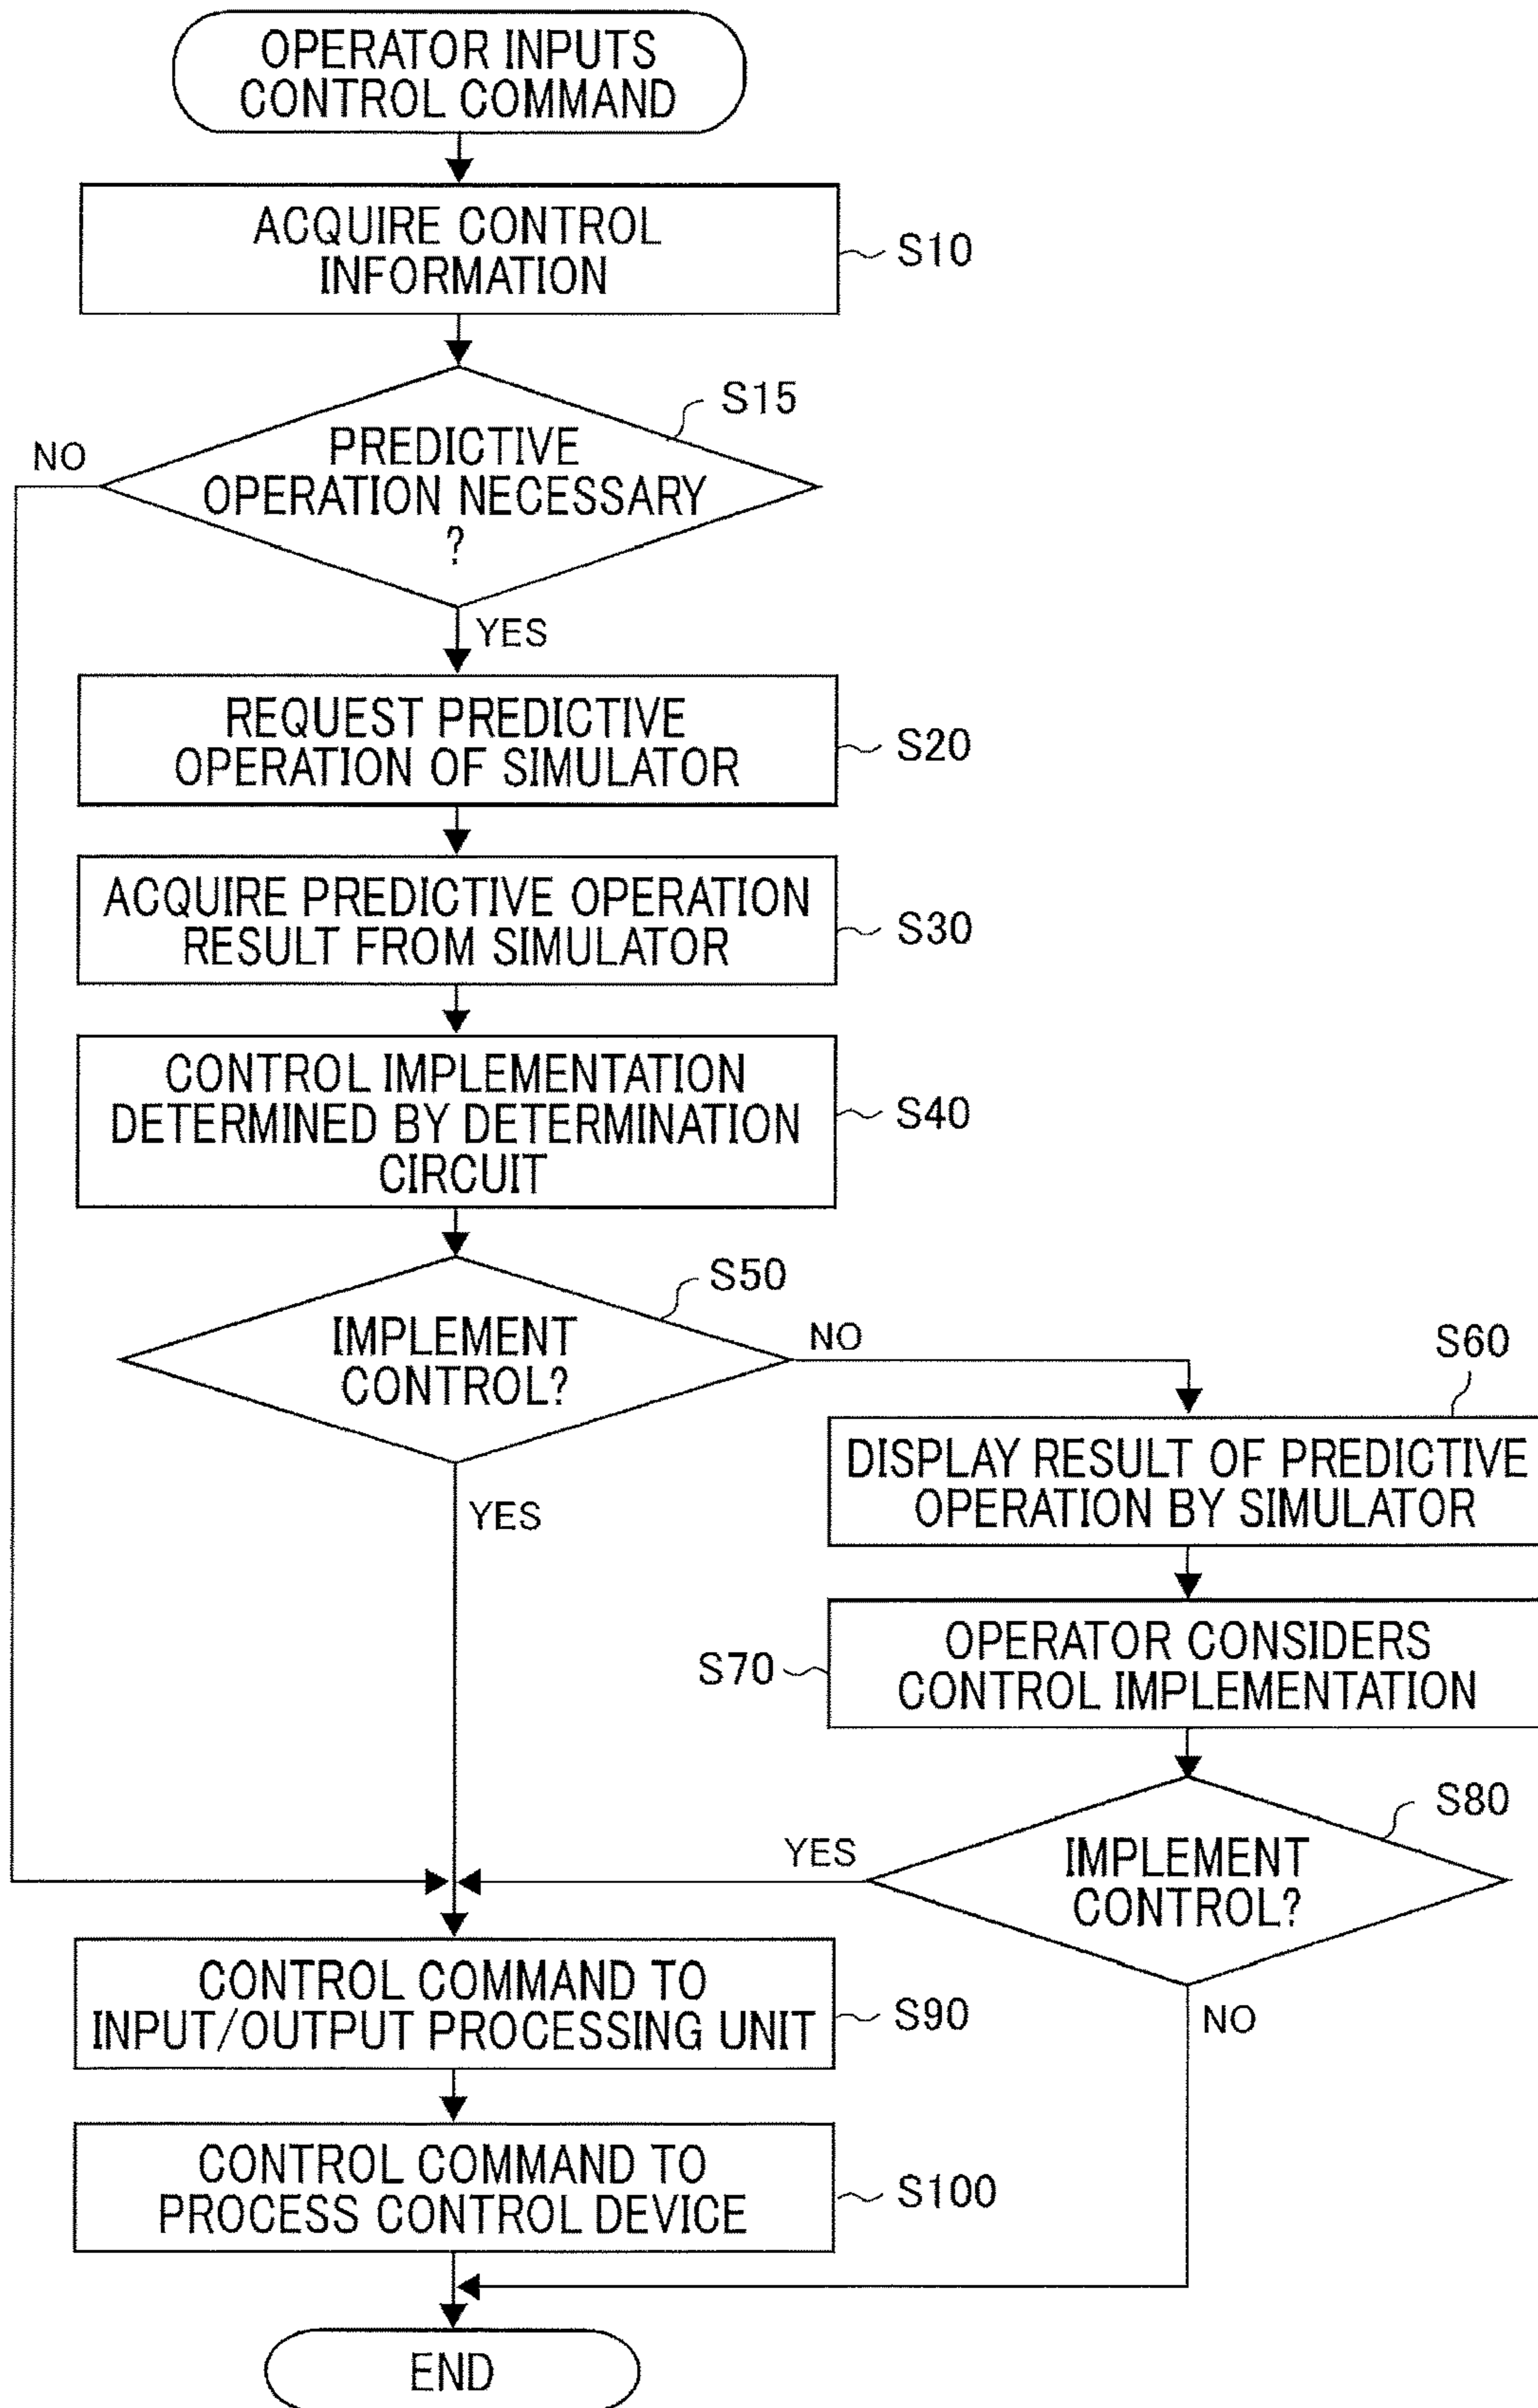 OPERATOR INPUTS
CONTROL COMMAND
ACQUIRE CONTROL
INFORMATION
S10
S15
PREDICTIVE
OPERATION NECESSARY
?
NO
YES
REQUEST PREDICTIVE
OPERATION OF SIMULATOR
S20
ACQUIRE PREDICTIVE OPERATION
RESULT FROM SIMULATOR
S30
CONTROL IMPLEMENTATION
DETERMINED BY DETERMINATION
CIRCUIT
S40
S50
IMPLEMENT
CONTROL?
NO
YES
S60
DISPLAY RESULT OF PREDICTIVE
OPERATION BY SIMULATOR
S70
OPERATOR CONSIDERS
CONTROL IMPLEMENTATION
S80
IMPLEMENT
CONTROL?
YES
NO
CONTROL COMMAND TO
INPUT/OUTPUT PROCESSING UNIT
S90
CONTROL COMMAND TO
PROCESS CONTROL DEVICE
S100
END